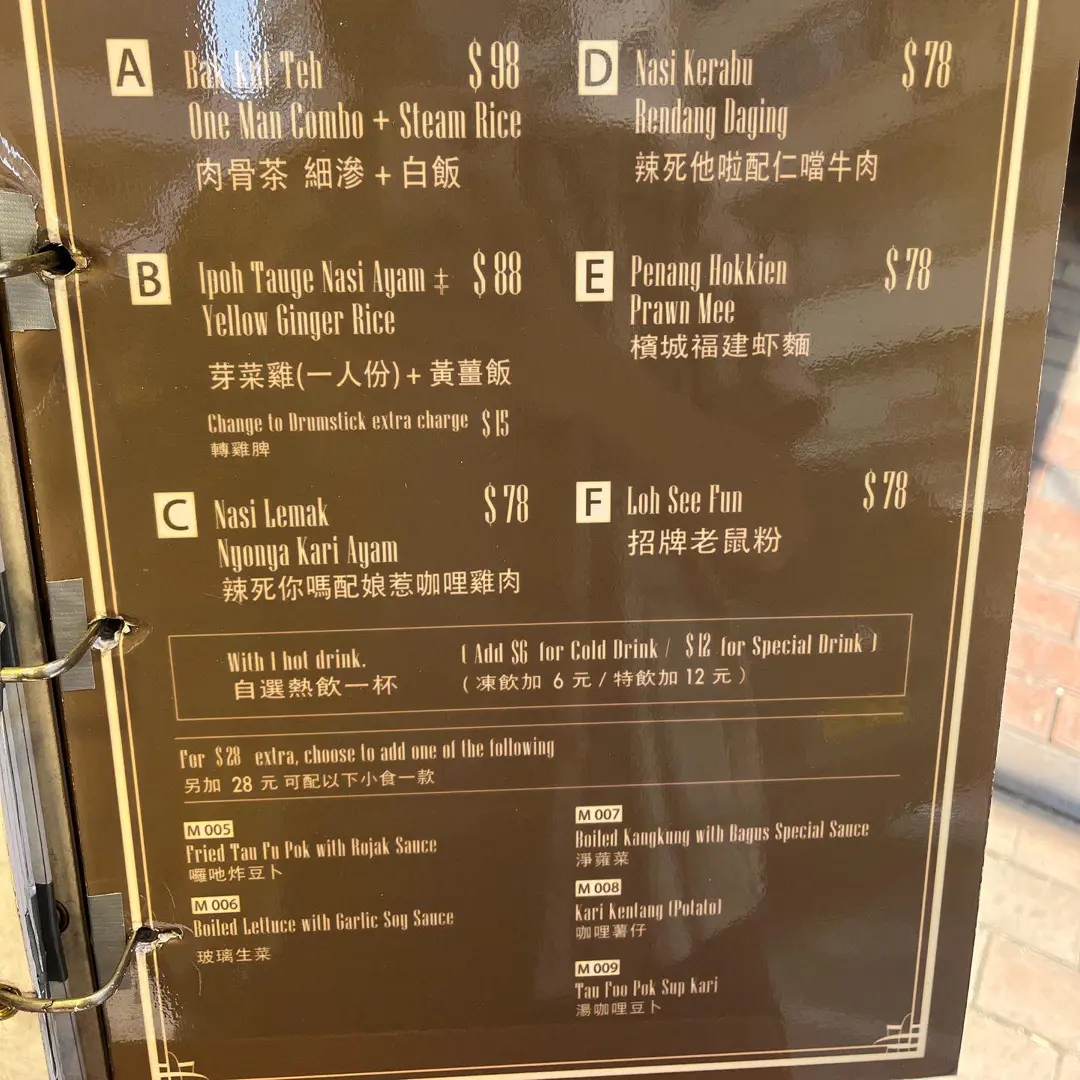 A
Bak Kut Teh $98
One Man Combo + Steam Rice
肉骨茶 細滲 + 白飯
B
Ipoh Tauge Nasi Ayam + $88
Yellow Ginger Rice
芽菜雞(一人份) + 黃薑飯
Change to Drumstick extra charge $15
轉雞脾
C
Nasi Lemak $78
Nyonya Kari Ayam
辣死你嗎配娘惹咖哩雞肉
D
Nasi Kerabu $78
Rendang Daging
辣死他啦配仁噹牛肉
E
Penang Hokkien $78
Prawn Mee
檳城福建虾麵
F
Loh See Fun $78
招牌老鼠粉
With 1 hot drink. ( Add $6 for Cold Drink / $12 for Special Drink )
自選熱飲一杯 ( 凍飲加 6 元 / 特飲加 12 元 )
For $28 extra, choose to add one of the following
另加 28 元 可配以下小食一款
M 005
Fried Tau Fu Pok with Rojak Sauce
囉吔炸豆卜
M 006
Boiled Lettuce with Garlic Soy Sauce
玻璃生菜
M 007
Boiled Kangkung with Bagus Special Sauce
淨蕹菜
M 008
Kari Kentang (Potato)
咖哩薯仔
M 009
Tau Foo Pok Sup Kari
湯咖哩豆卜